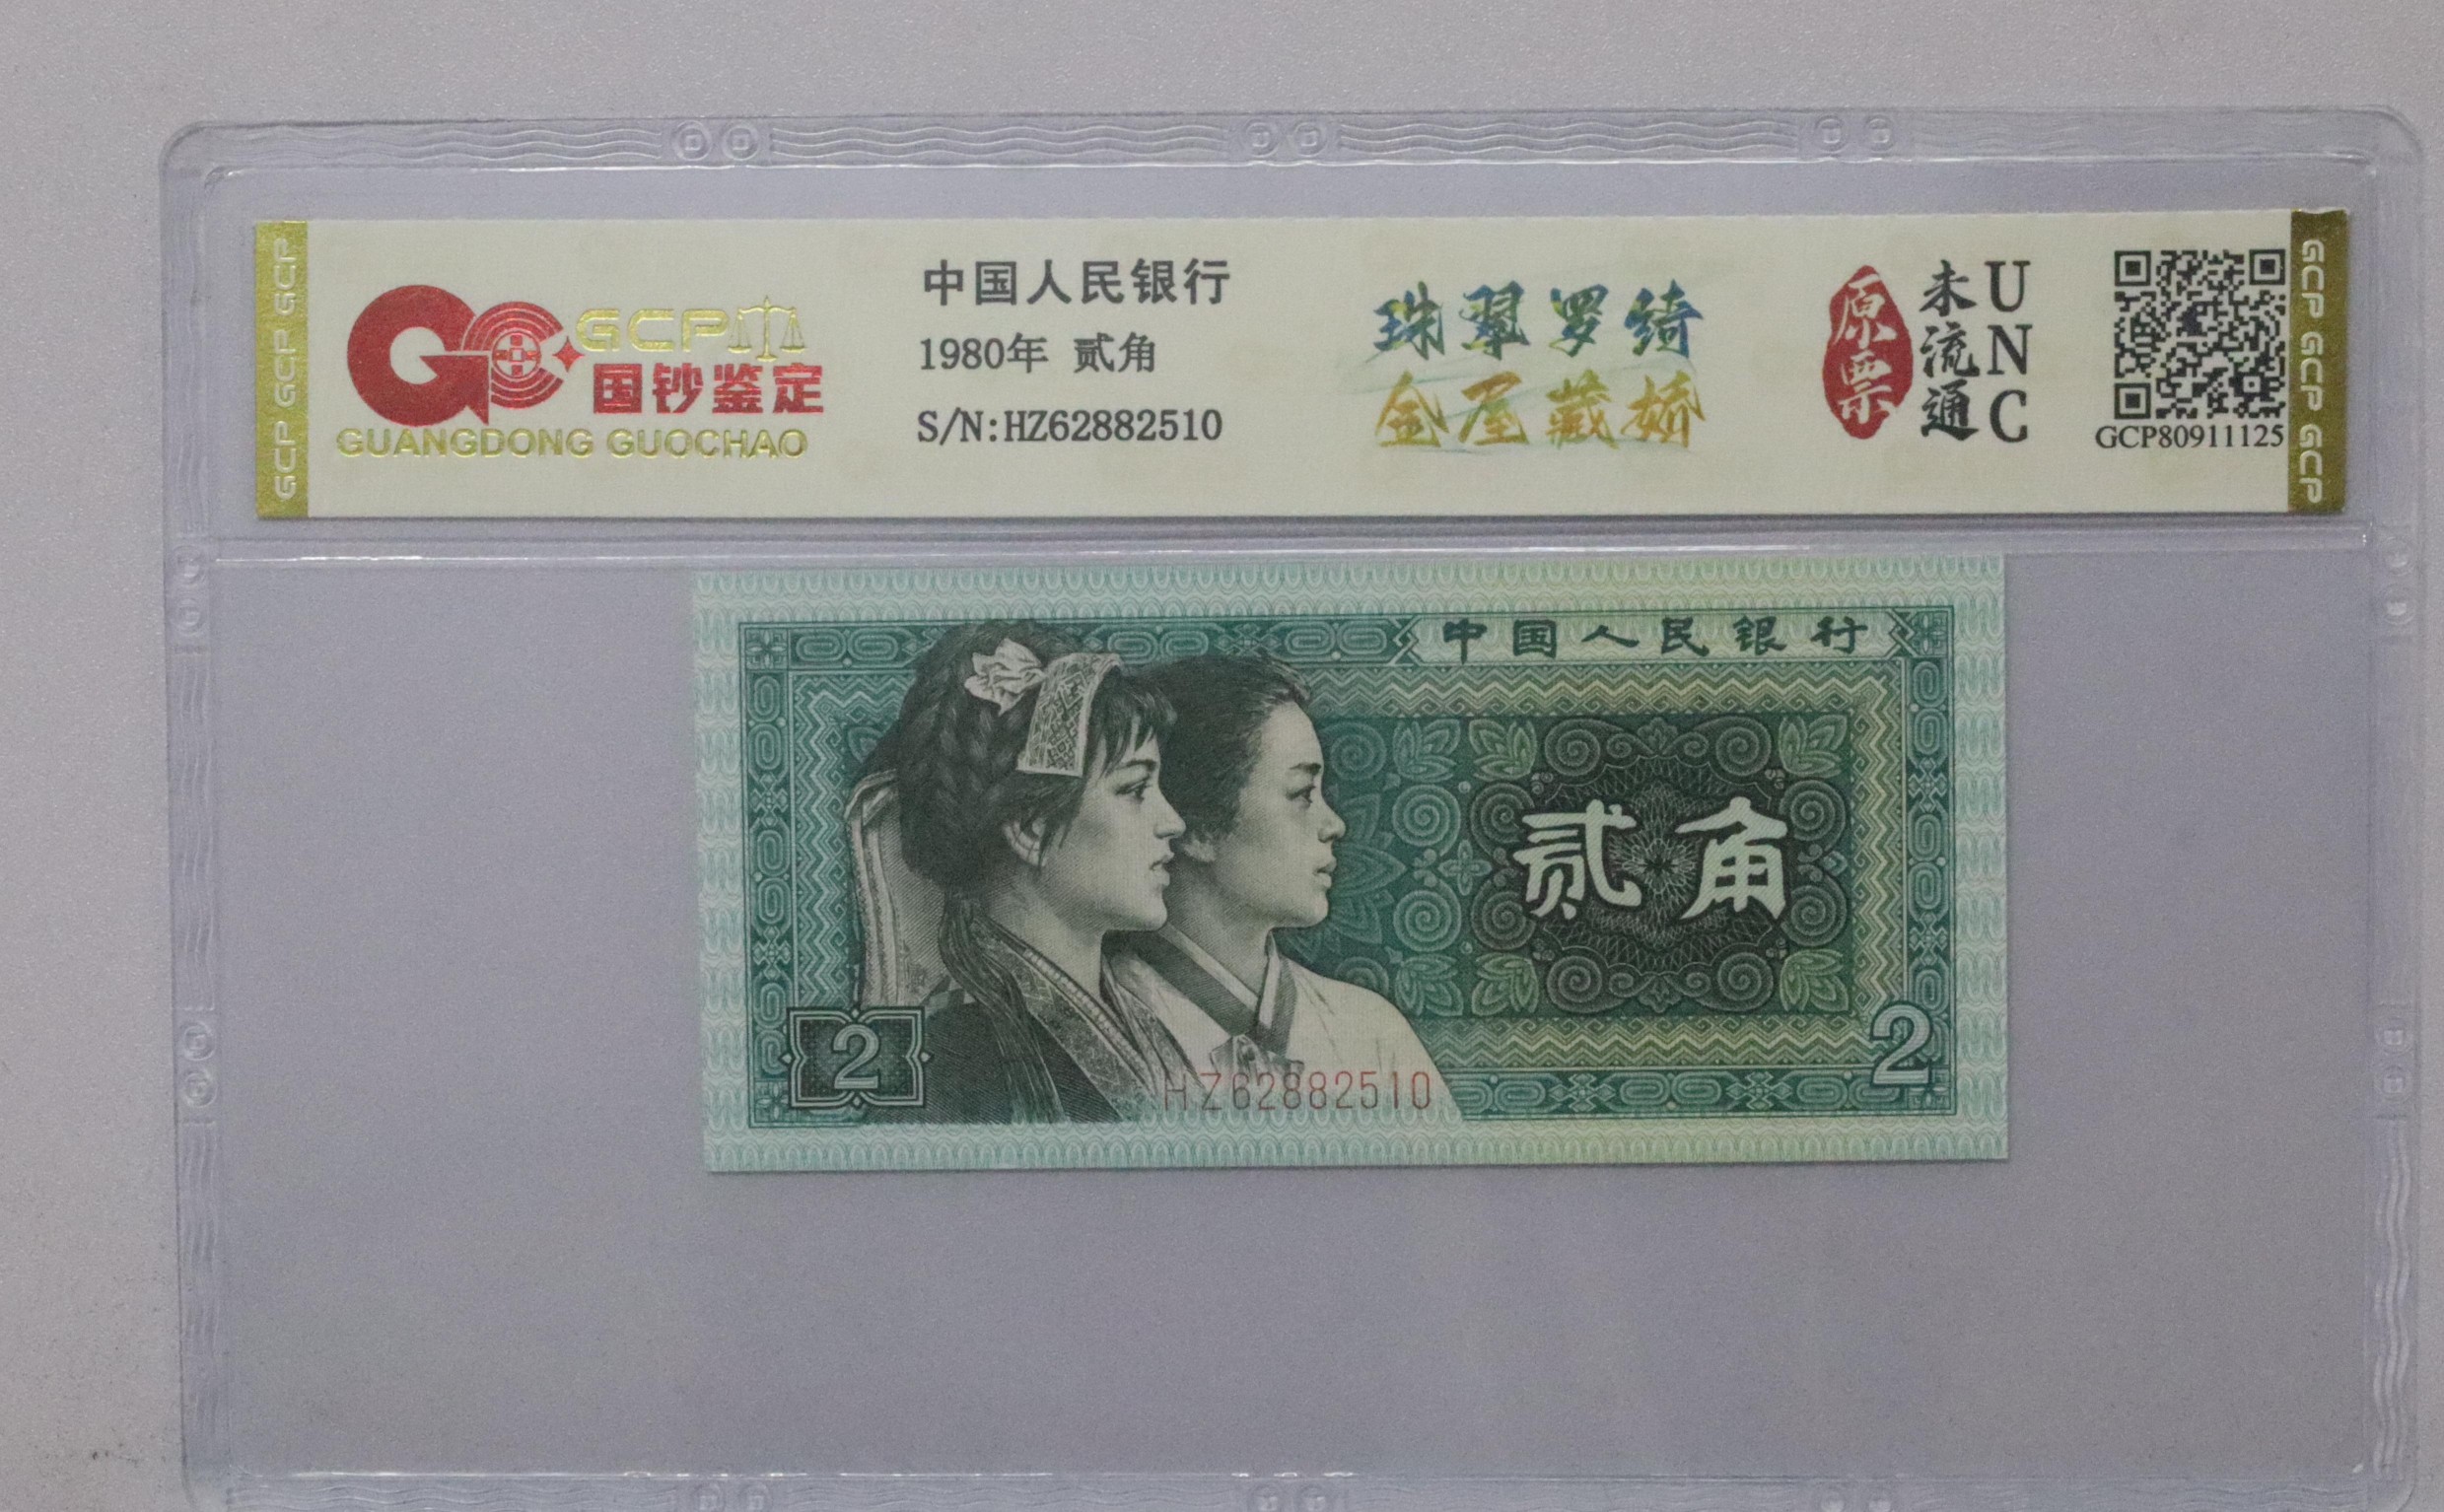 GCP GCP GCP
GCP
国钞鉴定
GUANGDONG GUOCHAO
中国人民银行
1980年 贰角
S/N:HZ62882510
珠翠罗绮
金屋藏娇
原票
未流通
UNC
GCP80911125
GCP GCP GCP
中国人民银行
贰角
2
2
HZ62882510